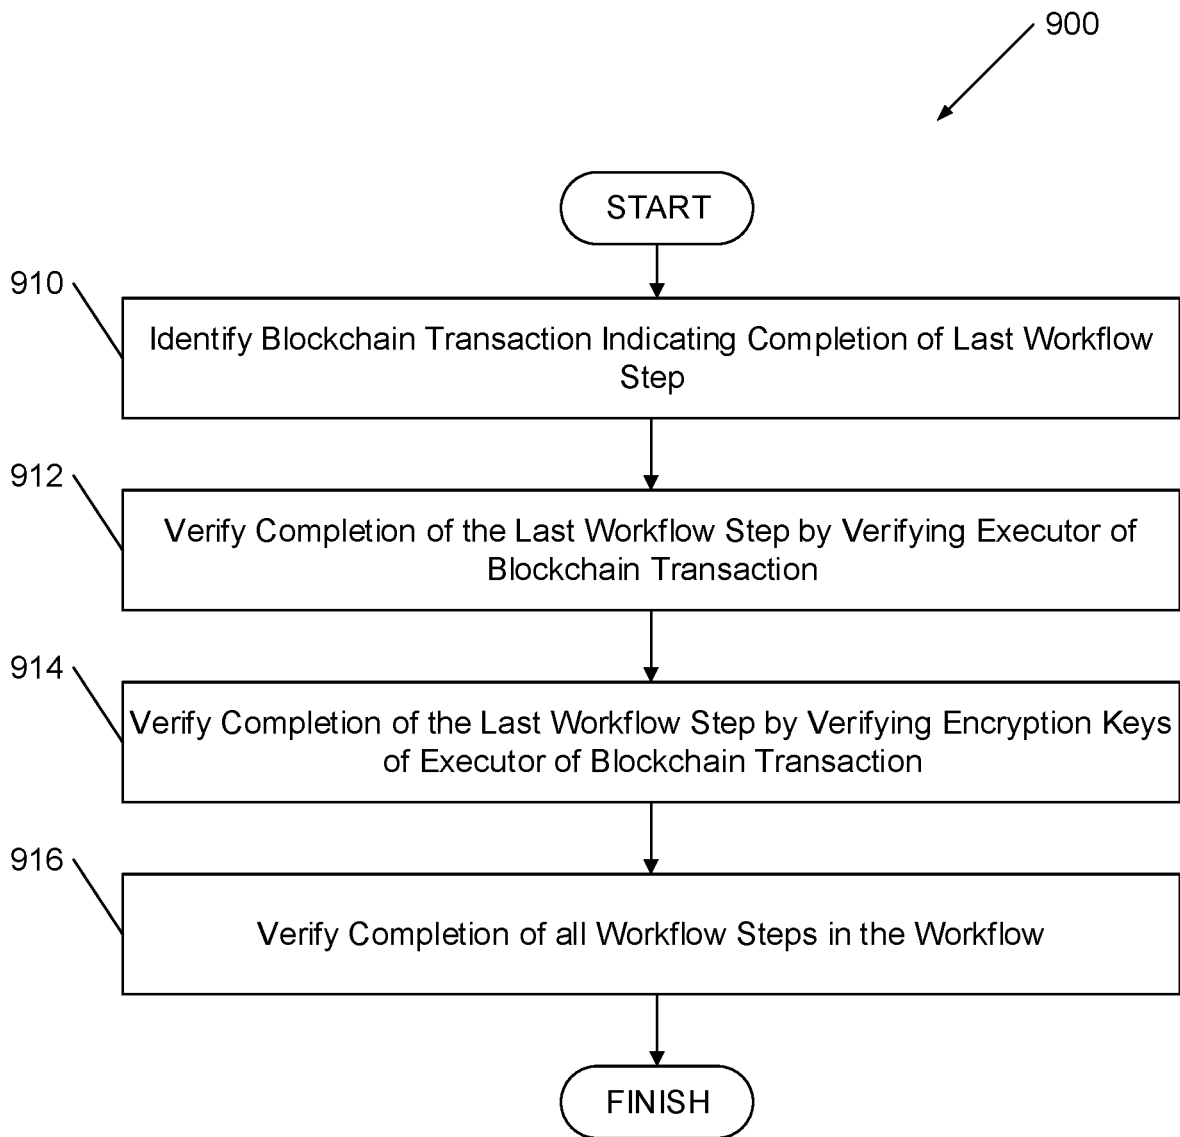 900
START
910
Identify Blockchain Transaction Indicating Completion of Last Workflow
Step
912
Verify Completion of the Last Workflow Step by Verifying Executor of
Blockchain Transaction
914
Verify Completion of the Last Workflow Step by Verifying Encryption Keys
of Executor of Blockchain Transaction
916
Verify Completion of all Workflow Steps in the Workflow
FINISH